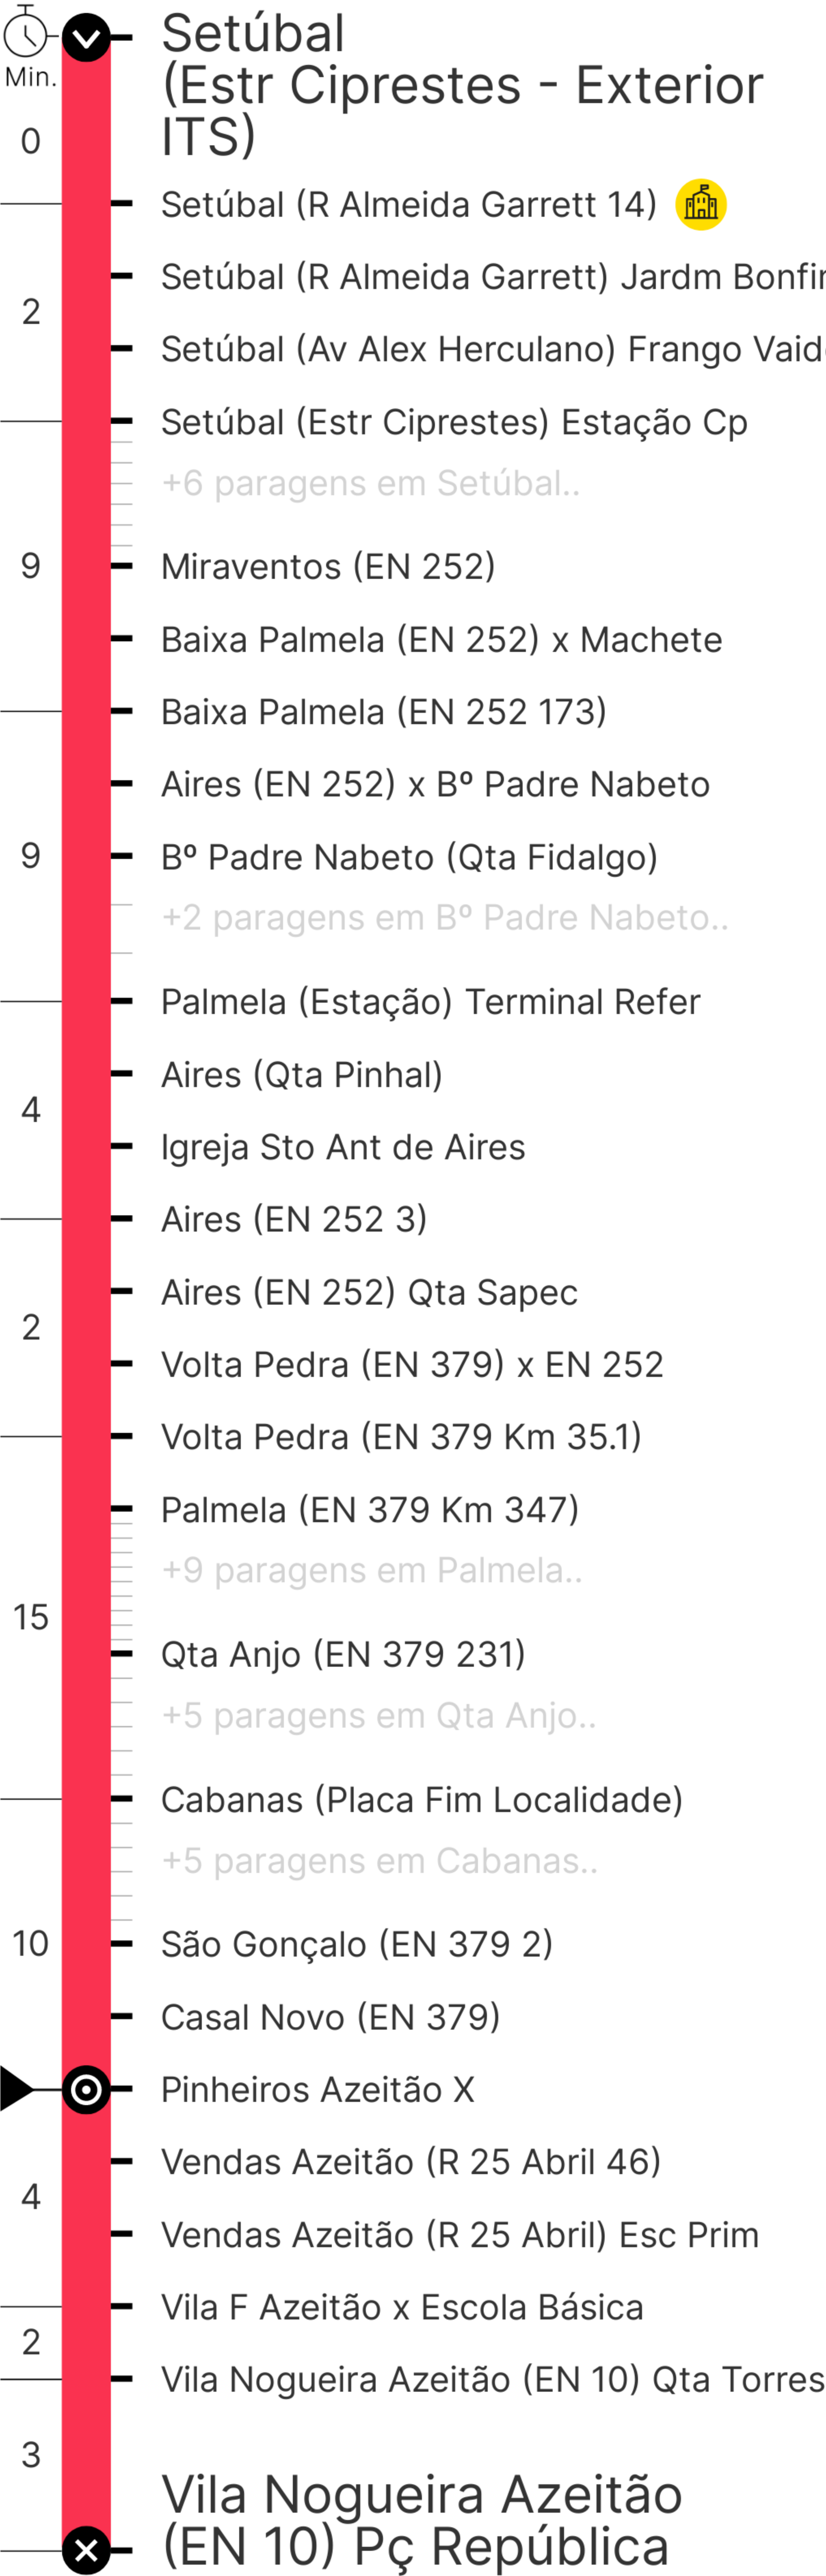 Setúbal
(Estr Ciprestes - Exterior
ITS)
Min.
0
Setúbal (R Almeida Garrett 14)
Setúbal (R Almeida Garrett) Jardm Bonfi
2
Setúbal (Av Alex Herculano) Frango Vaid
Setúbal (Estr Ciprestes) Estação Cp
+6 paragens em Setúbal..
9
Miraventos (EN 252)
Baixa Palmela (EN 252) x Machete
Baixa Palmela (EN 252 173)
Aires (EN 252) x Bº Padre Nabeto
9
Bº Padre Nabeto (Qta Fidalgo)
+2 paragens em Bº Padre Nabeto..
Palmela (Estação) Terminal Refer
Aires (Qta Pinhal)
4
Igreja Sto Ant de Aires
Aires (EN 252 3)
Aires (EN 252) Qta Sapec
2
Volta Pedra (EN 379) x EN 252
Volta Pedra (EN 379 Km 35.1)
Palmela (EN 379 Km 347)
+9 paragens em Palmela..
15
Qta Anjo (EN 379 231)
+5 paragens em Qta Anjo..
Cabanas (Placa Fim Localidade)
+5 paragens em Cabanas..
10
São Gonçalo (EN 379 2)
Casal Novo (EN 379)
Pinheiros Azeitão X
Vendas Azeitão (R 25 Abril 46)
4
Vendas Azeitão (R 25 Abril) Esc Prim
Vila F Azeitão x Escola Básica
2
Vila Nogueira Azeitão (EN 10) Qta Torres
3
Vila Nogueira Azeitão
(EN 10) Pç República